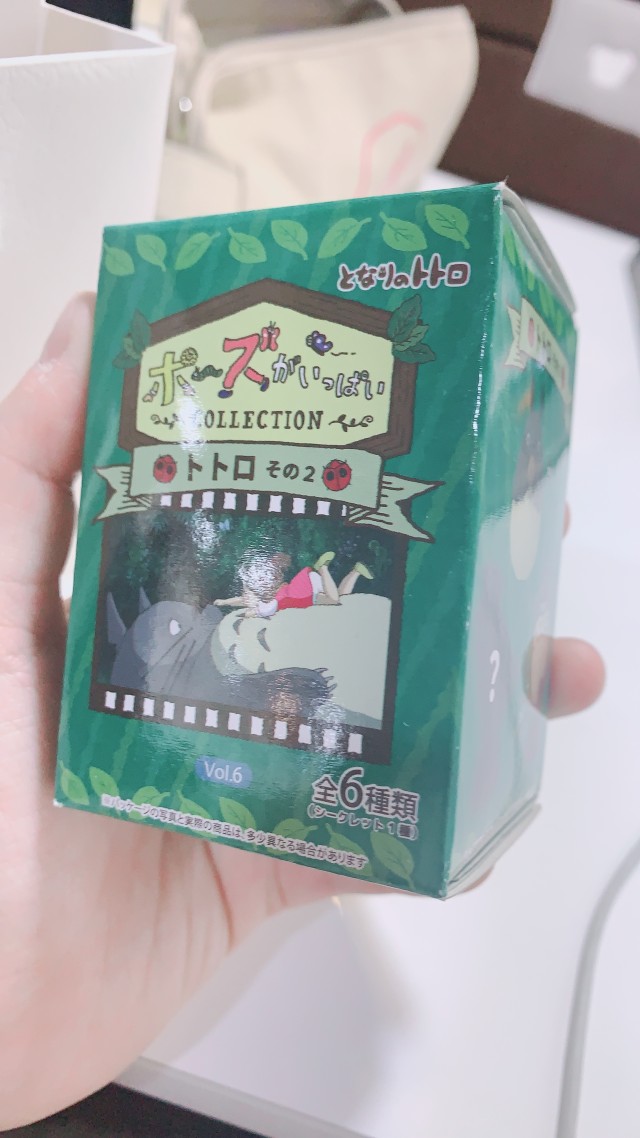 となりのトトロ
ポーズがいっぱい
COLLECTION
トトロ その2
Vol.6
全6種類
(シークレット1種)
※パッケージの写真と実際の商品は、多少異なる場合があります
トトロ
?